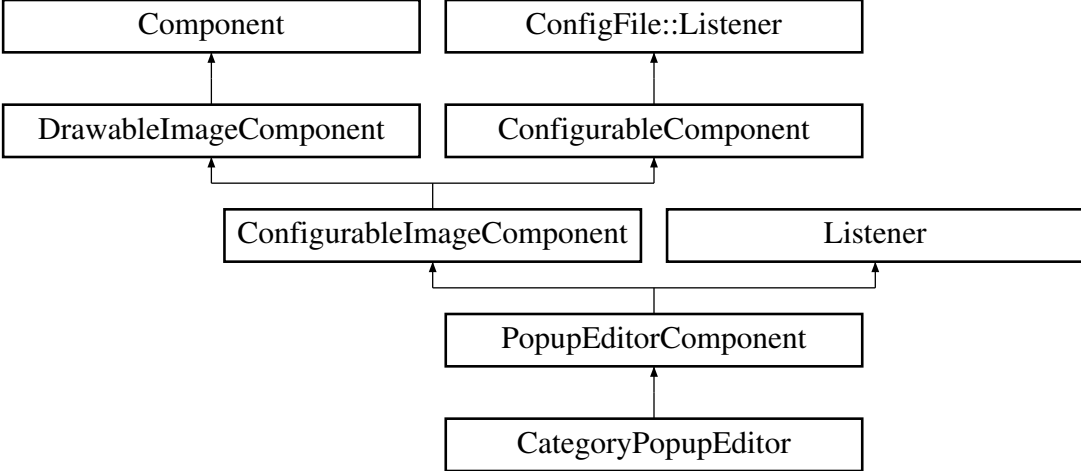 Component
ConfigFile::Listener
DrawableImageComponent
ConfigurableComponent
ConfigurableImageComponent
Listener
PopupEditorComponent
CategoryPopupEditor